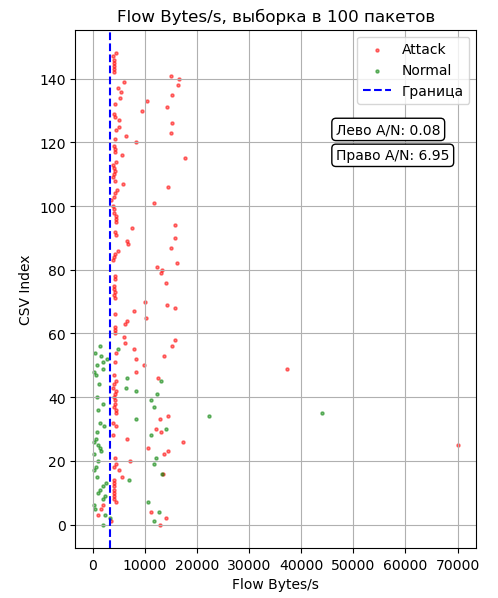 Flow Bytes/s, выборка в 100 пакетов
Attack
Normal
Граница
Лево A/N: 0.08
Право A/N: 6.95
CSV Index
140
120
100
80
60
40
20
0
0 10000 20000 30000 40000 50000 60000 70000
Flow Bytes/s